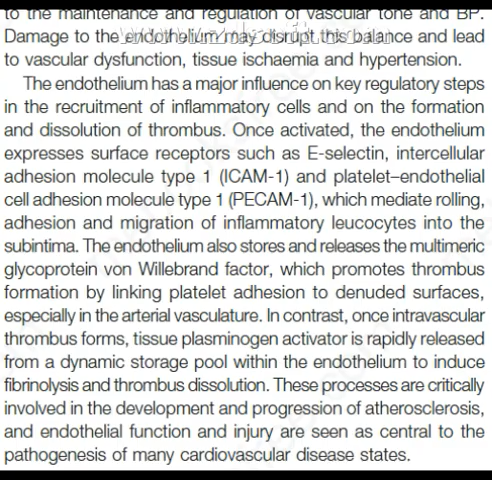 to the maintenance and regulation of vascular tone and BP.
Damage to the endothelium may disrupt this balance and lead
to vascular dysfunction, tissue ischaemia and hypertension.
The endothelium has a major influence on key regulatory steps
in the recruitment of inflammatory cells and on the formation
and dissolution of thrombus. Once activated, the endothelium
expresses surface receptors such as E-selectin, intercellular
adhesion molecule type 1 (ICAM-1) and platelet–endothelial
cell adhesion molecule type 1 (PECAM-1), which mediate rolling,
adhesion and migration of inflammatory leucocytes into the
subintima. The endothelium also stores and releases the multimeric
glycoprotein von Willebrand factor, which promotes thrombus
formation by linking platelet adhesion to denuded surfaces,
especially in the arterial vasculature. In contrast, once intravascular
thrombus forms, tissue plasminogen activator is rapidly released
from a dynamic storage pool within the endothelium to induce
fibrinolysis and thrombus dissolution. These processes are critically
involved in the development and progression of atherosclerosis,
and endothelial function and injury are seen as central to the
pathogenesis of many cardiovascular disease states.